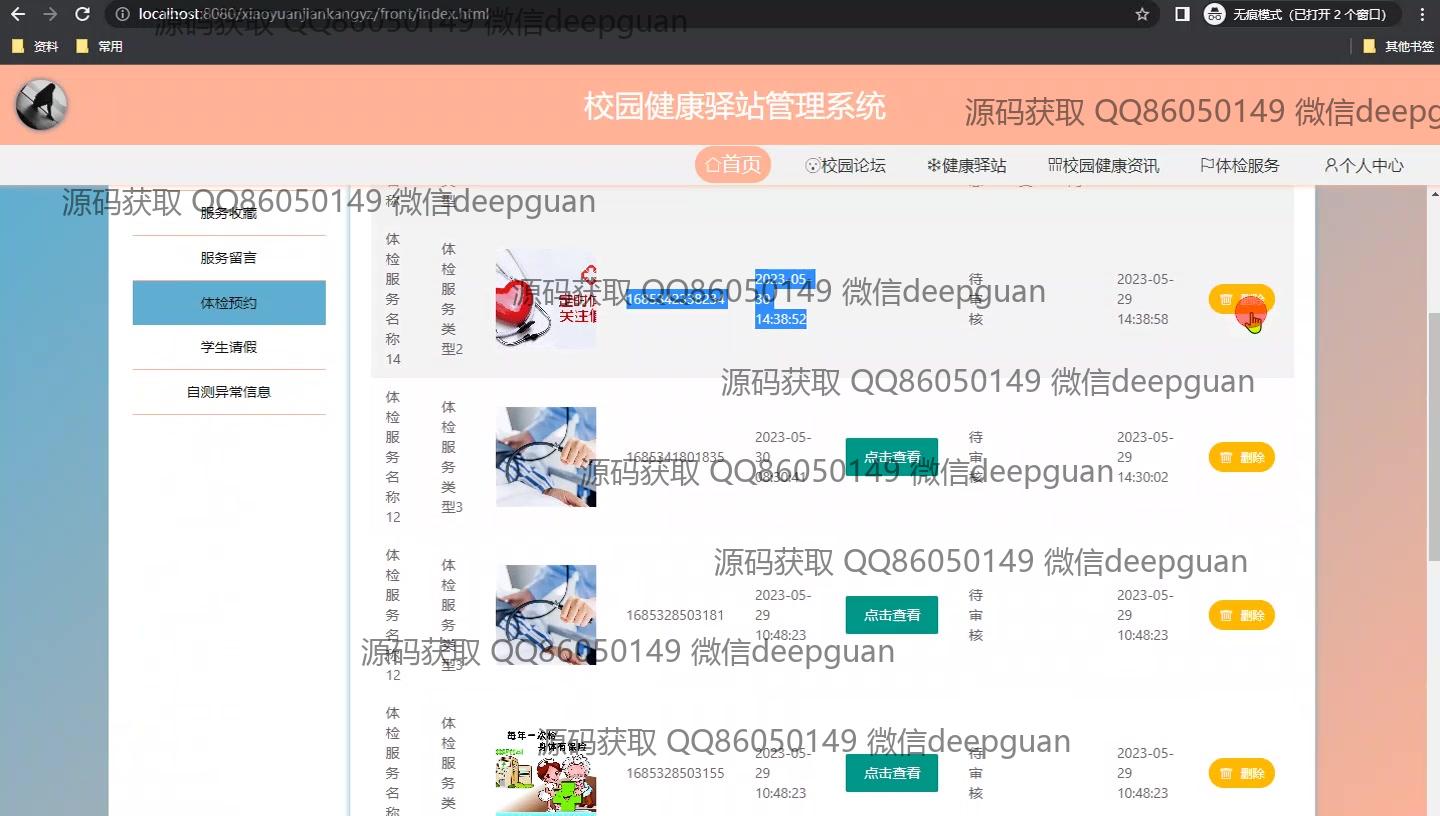 localhost:8080/xiaoyuanjiankangyz/front/index.html
无痕模式（已打开 2 个窗口）
源码获取 QQ86050149 微信deepguan
资料
常用
其他书签
校园健康驿站管理系统
源码获取 QQ86050149 微信deepg
首页
校园论坛
健康驿站
校园健康资讯
体检服务
个人中心
源码获取 QQ86050149 微信deepguan
服务收藏
服务留言
体检预约
学生请假
自测异常信息
称
型
体检服务名称14
体检服务类型2
1685342338234
2023-05-
30
14:38:52
待审核
2023-05-
29
14:38:58
删除
源码获取 QQ86050149 微信deepguan
关注
源码获取 QQ86050149 微信deepguan
体检服务名称12
体检服务类型3
1685341801835
2023-05-
30
08:30:41
点击查看
待审核
2023-05-
29
14:30:02
删除
源码获取 QQ86050149 微信deepguan
源码获取 QQ86050149 微信deepguan
体检服务名称12
体检服务类型3
1685328503181
2023-05-
29
10:48:23
点击查看
待审核
2023-05-
29
10:48:23
删除
源码获取 QQ86050149 微信deepguan
体检服务名称
体检服务类
每年一次检
身体有保险
1685328503155
2023-05-
29
10:48:23
点击查看
待审核
2023-05-
29
10:48:23
删除
源码获取 QQ86050149 微信deepguan